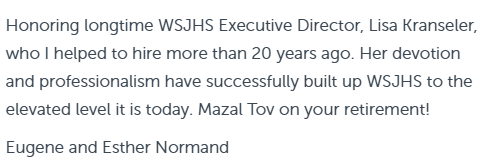 Honoring longtime WSJHS Executive Director, Lisa Kranseler,
who I helped to hire more than 20 years ago. Her devotion
and professionalism have successfully built up WSJHS to the
elevated level it is today. Mazal Tov on your retirement!
Eugene and Esther Normand